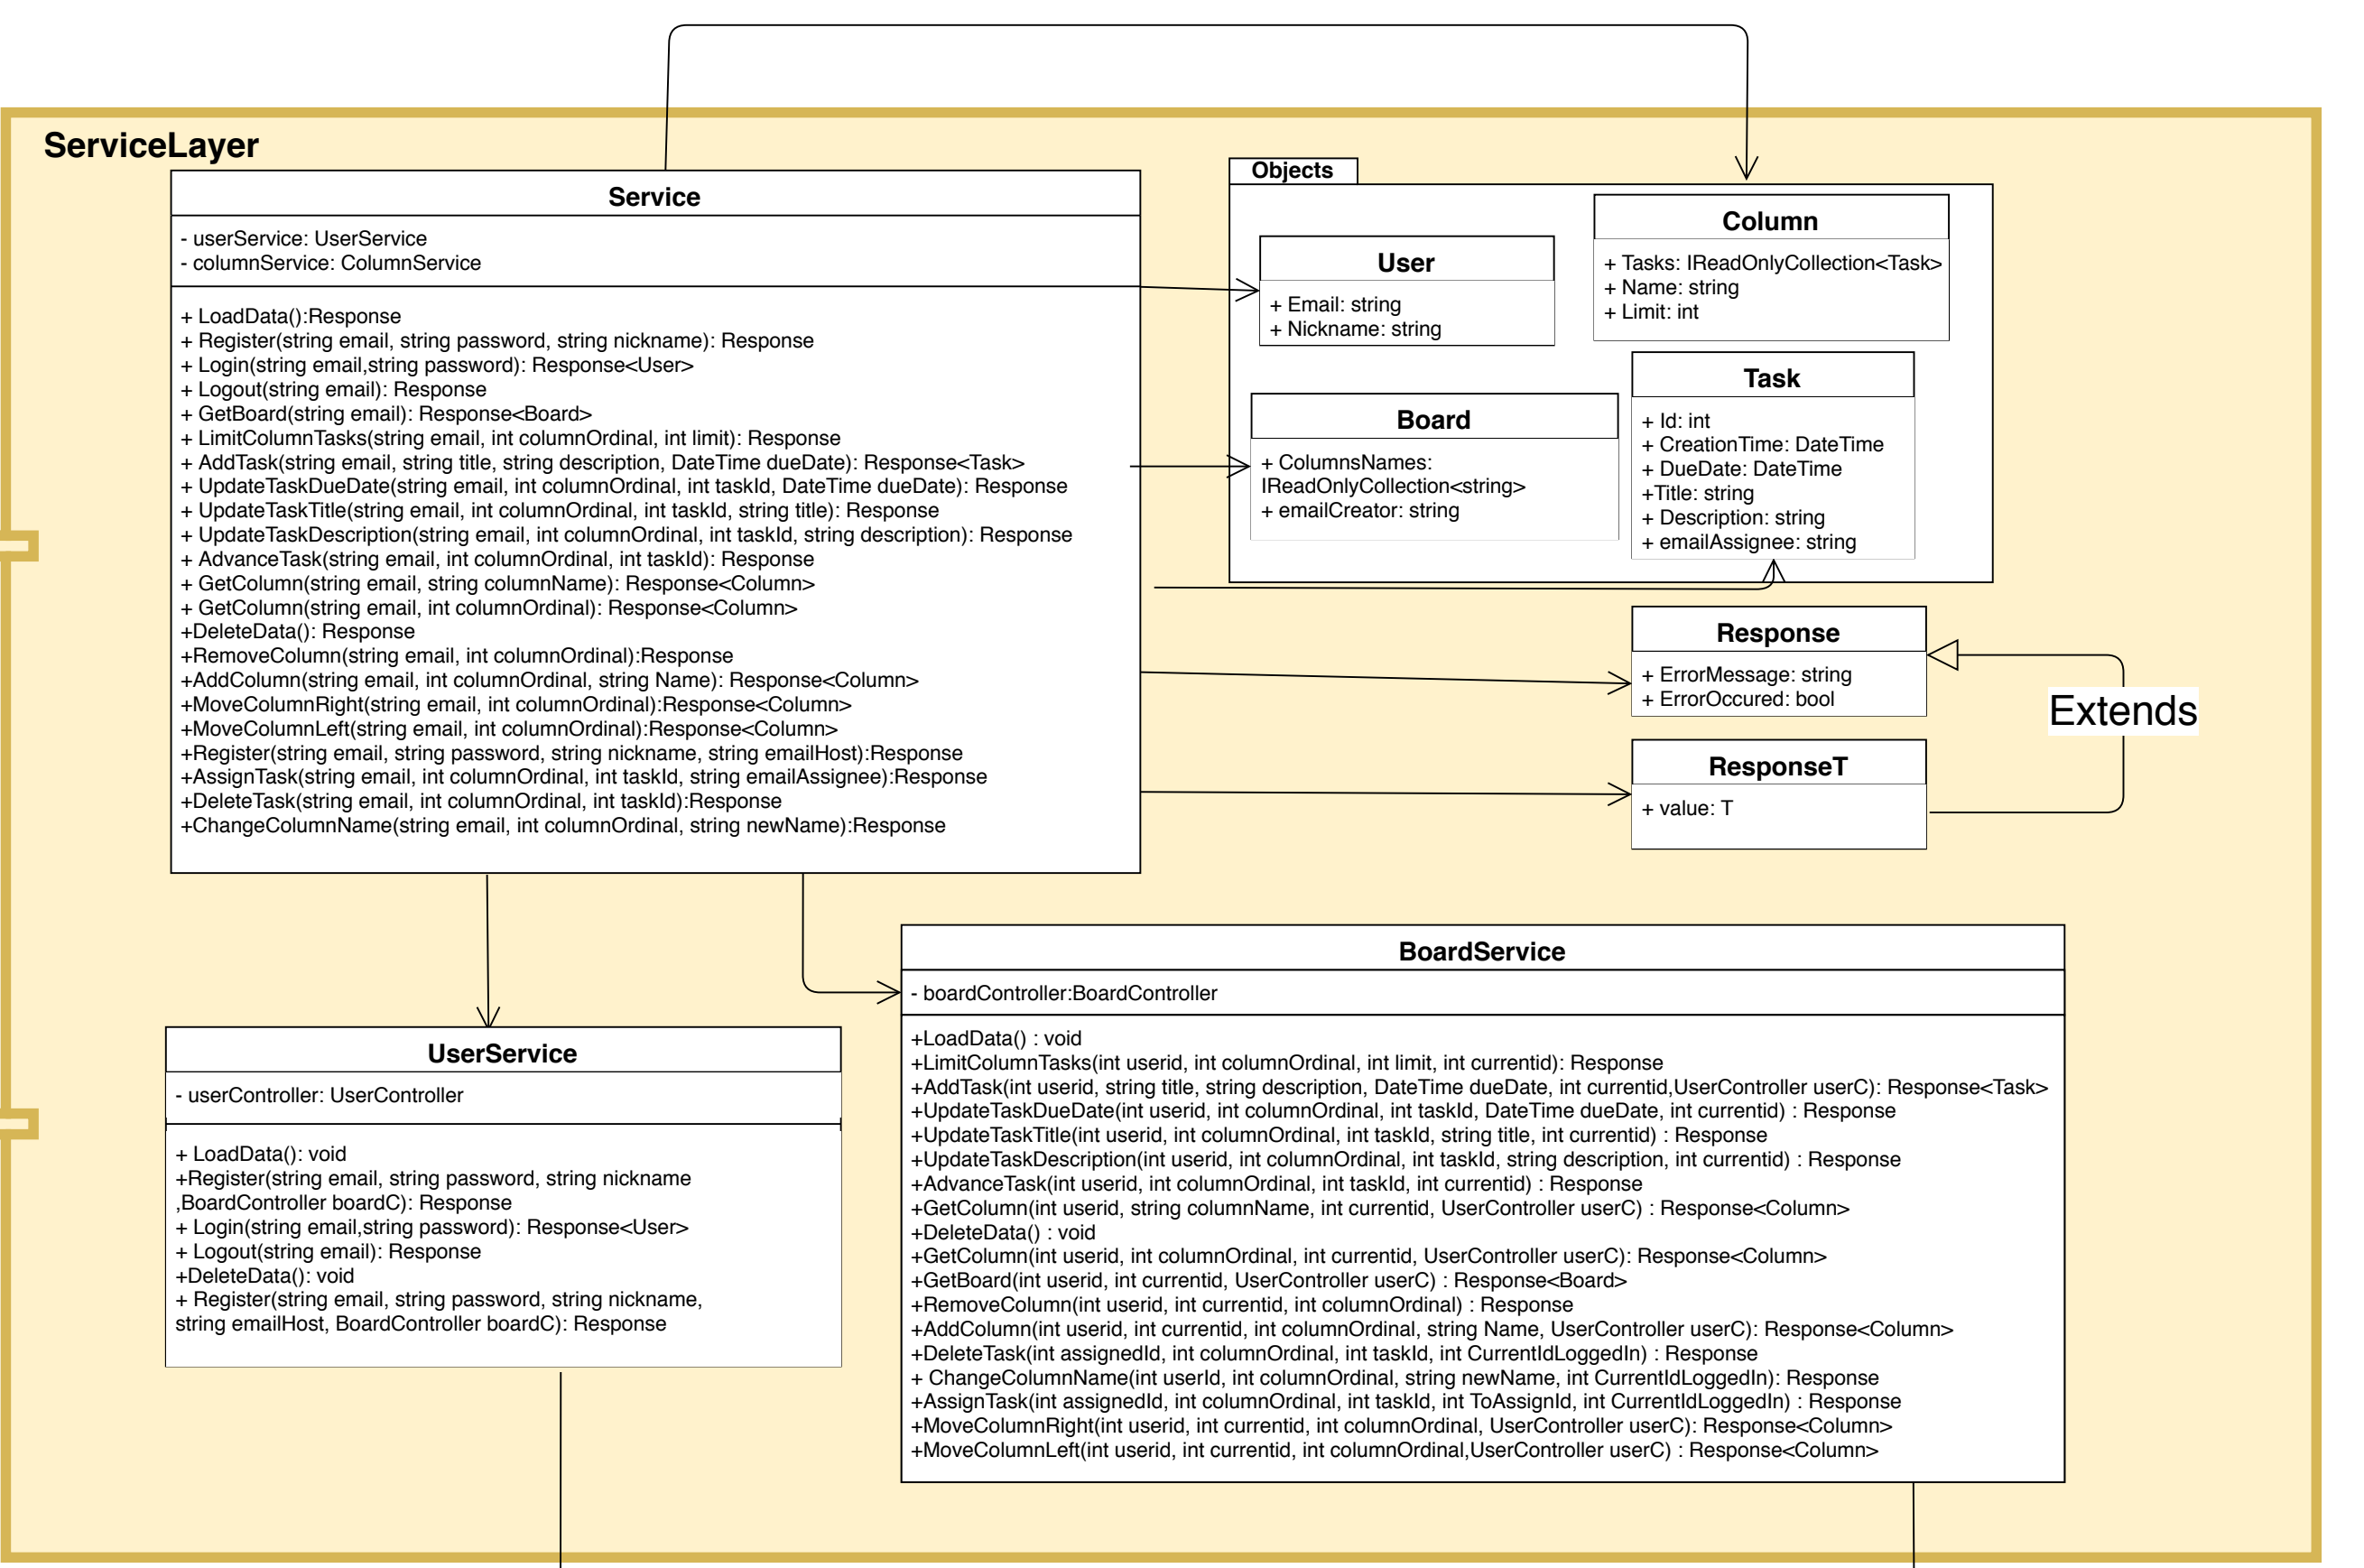 ServiceLayer
Service
- userService: UserService
- columnService: ColumnService
+ LoadData():Response
+ Register(string email, string password, string nickname): Response
+ Login(string email,string password): Response<User>
+ Logout(string email): Response
+ GetBoard(string email): Response<Board>
+ LimitColumnTasks(string email, int columnOrdinal, int limit): Response
+ AddTask(string email, string title, string description, DateTime dueDate): Response<Task>
+ UpdateTaskDueDate(string email, int columnOrdinal, int taskId, DateTime dueDate): Response
+ UpdateTaskTitle(string email, int columnOrdinal, int taskId, string title): Response
+ UpdateTaskDescription(string email, int columnOrdinal, int taskId, string description): Response
+ AdvanceTask(string email, int columnOrdinal, int taskId): Response
+ GetColumn(string email, string columnName): Response<Column>
+ GetColumn(string email, int columnOrdinal): Response<Column>
+DeleteData(): Response
+RemoveColumn(string email, int columnOrdinal):Response
+AddColumn(string email, int columnOrdinal, string Name): Response<Column>
+MoveColumnRight(string email, int columnOrdinal):Response<Column>
+MoveColumnLeft(string email, int columnOrdinal):Response<Column>
+Register(string email, string password, string nickname, string emailHost):Response
+AssignTask(string email, int columnOrdinal, int taskId, string emailAssignee):Response
+DeleteTask(string email, int columnOrdinal, int taskId):Response
+ChangeColumnName(string email, int columnOrdinal, string newName):Response
Objects
User
+ Email: string
+ Nickname: string
Column
+ Tasks: IReadOnlyCollection<Task>
+ Name: string
+ Limit: int
Board
+ ColumnsNames:
IReadOnlyCollection<string>
+ emailCreator: string
Task
+ Id: int
+ CreationTime: DateTime
+ DueDate: DateTime
+Title: string
+ Description: string
+ emailAssignee: string
Response
+ ErrorMessage: string
+ ErrorOccured: bool
Extends
ResponseT
+ value: T
UserService
- userController: UserController
+ LoadData(): void
+Register(string email, string password, string nickname
,BoardController boardC): Response
+ Login(string email,string password): Response<User>
+ Logout(string email): Response
+DeleteData(): void
+ Register(string email, string password, string nickname,
string emailHost, BoardController boardC): Response
BoardService
- boardController:BoardController
+LoadData() : void
+LimitColumnTasks(int userid, int columnOrdinal, int limit, int currentid): Response
+AddTask(int userid, string title, string description, DateTime dueDate, int currentid,UserController userC): Response<Task>
+UpdateTaskDueDate(int userid, int columnOrdinal, int taskId, DateTime dueDate, int currentid) : Response
+UpdateTaskTitle(int userid, int columnOrdinal, int taskId, string title, int currentid) : Response
+UpdateTaskDescription(int userid, int columnOrdinal, int taskId, string description, int currentid) : Response
+AdvanceTask(int userid, int columnOrdinal, int taskId, int currentid) : Response
+GetColumn(int userid, string columnName, int currentid, UserController userC) : Response<Column>
+DeleteData() : void
+GetColumn(int userid, int columnOrdinal, int currentid, UserController userC): Response<Column>
+GetBoard(int userid, int currentid, UserController userC) : Response<Board>
+RemoveColumn(int userid, int currentid, int columnOrdinal) : Response
+AddColumn(int userid, int currentid, int columnOrdinal, string Name, UserController userC): Response<Column>
+DeleteTask(int assignedId, int columnOrdinal, int taskId, int CurrentIdLoggedIn) : Response
+ ChangeColumnName(int userId, int columnOrdinal, string newName, int CurrentIdLoggedIn): Response
+AssignTask(int assignedId, int columnOrdinal, int taskId, int ToAssignId, int CurrentIdLoggedIn) : Response
+MoveColumnRight(int userid, int currentid, int columnOrdinal, UserController userC): Response<Column>
+MoveColumnLeft(int userid, int currentid, int columnOrdinal,UserController userC) : Response<Column>